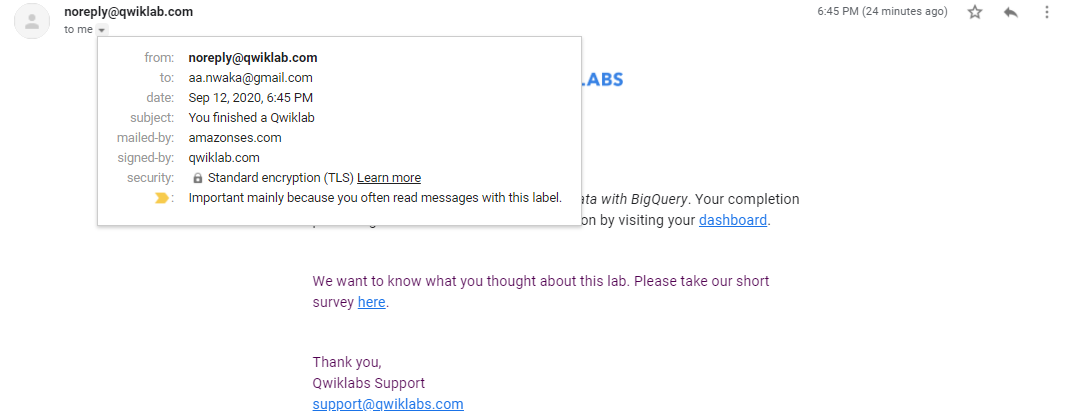 noreply@qwiklab.com
6:45 PM (24 minutes ago)
to me
from: noreply@qwiklab.com
to: aa.nwaka@gmail.com
date: Sep 12, 2020, 6:45 PM
subject: You finished a Qwiklab
mailed-by: amazonses.com
signed-by: qwiklab.com
security: Standard encryption (TLS) Learn more
: Important mainly because you often read messages with this label.
LABS
ata with BigQuery. Your completion
on by visiting your dashboard.
We want to know what you thought about this lab. Please take our short
survey here.
Thank you,
Qwiklabs Support
support@qwiklabs.com